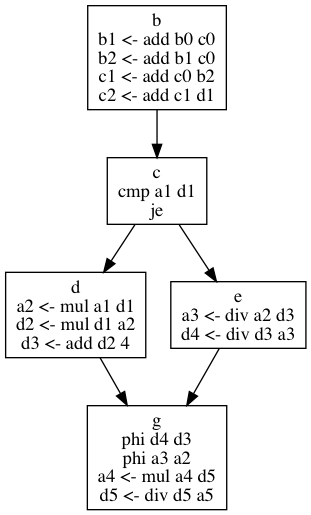 b
b1 <- add b0 c0
b2 <- add b1 c0
c1 <- add c0 b2
c2 <- add c1 d1
c
cmp a1 d1
je
d
a2 <- mul a1 d1
d2 <- mul d1 a2
d3 <- add d2 4
e
a3 <- div a2 d3
d4 <- div d3 a3
g
phi d4 d3
phi a3 a2
a4 <- mul a4 d5
d5 <- div d5 a5